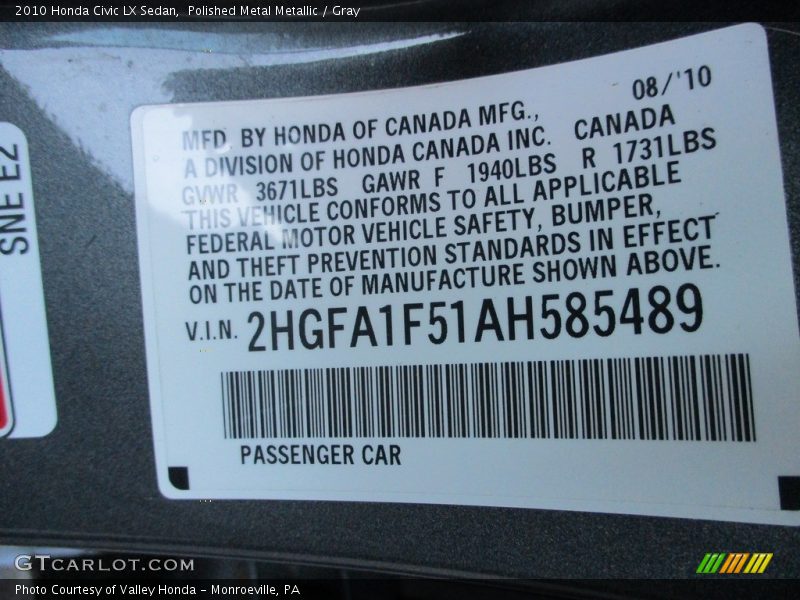 2010 Honda Civic LX Sedan,  Polished Metal Metallic / Gray
SNE E2
08/'10
MFD BY HONDA OF CANADA MFG.,
A DIVISION OF HONDA CANADA INC. CANADA
GVWR 3671LBS GAWR F 1940LBS R 1731LBS
THIS VEHICLE CONFORMS TO ALL APPLICABLE
FEDERAL MOTOR VEHICLE SAFETY, BUMPER,
AND THEFT PREVENTION STANDARDS IN EFFECT
ON THE DATE OF MANUFACTURE SHOWN ABOVE.
V.I.N. 2HGFA1F51AH585489
PASSENGER CAR
GTCARLOT.COM
Photo Courtesy of Valley Honda - Monroeville, PA